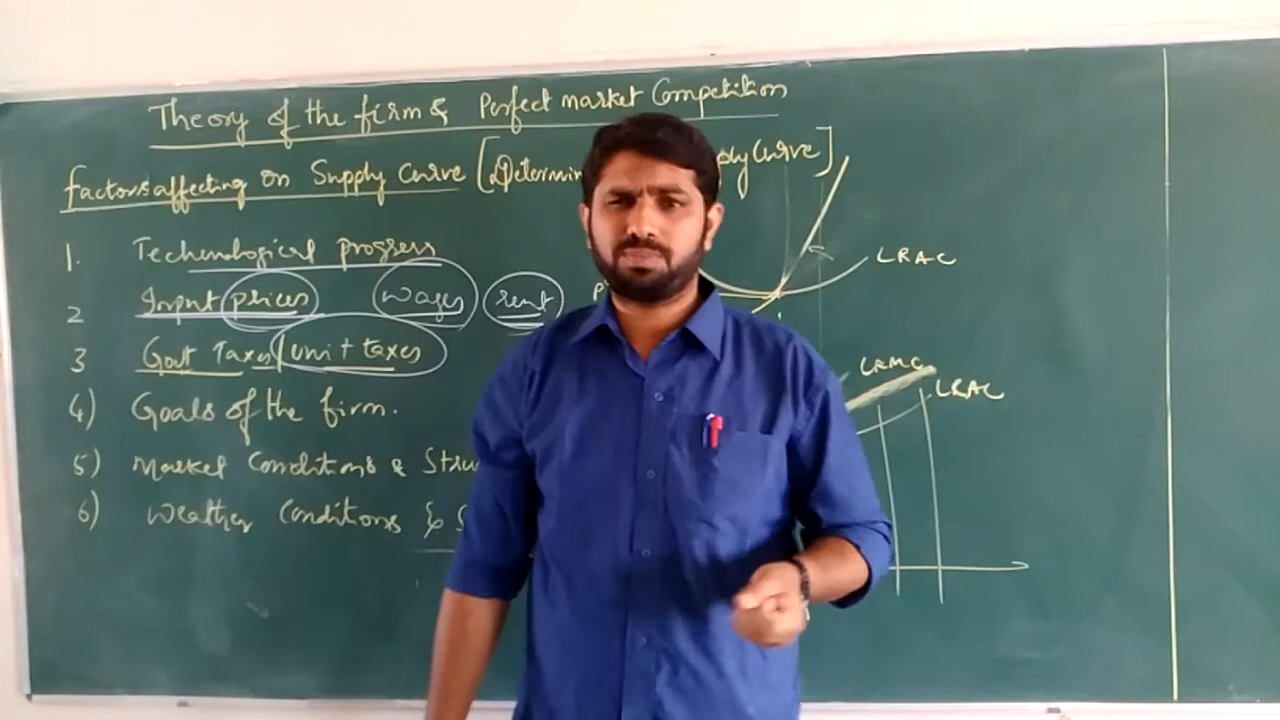 Theory of the firm & Perfect market Competition
factors affecting on Supply Curve [Determin ply Curve]
1. Technological progress
2 Input prices wages rent
3 Govt Taxes (unit taxes
4) Goals of the firm.
5) Market Conditions & Stru
6) Weather Conditions &
P
LRAC
LRMC
LRAC